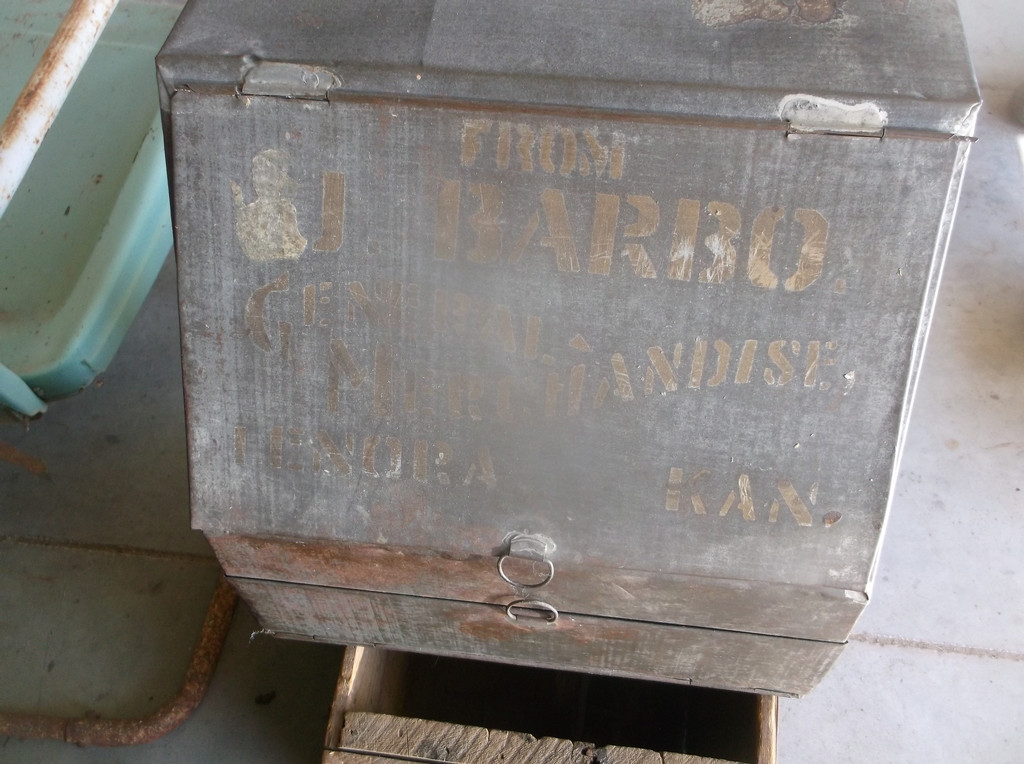 FROM
J. BARBO.
GENERAL
MERCHANDISE,
LENORA KAN.